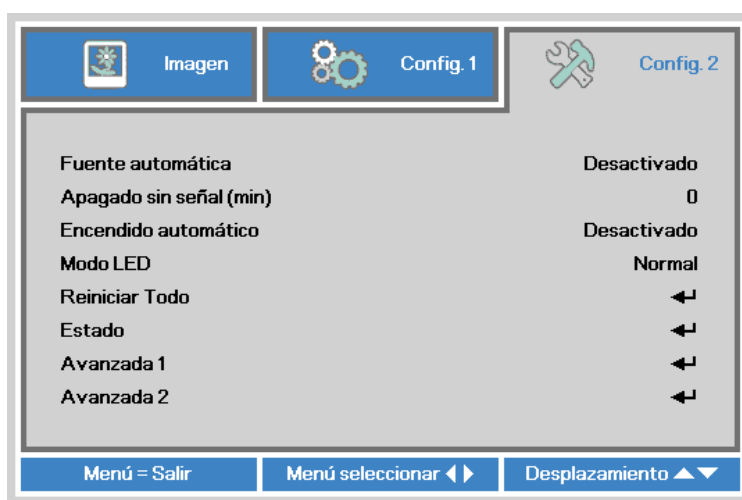 Imagen Config. 1 Config. 2
Fuente automática Desactivado
Apagado sin señal (min) 0
Encendido automático Desactivado
Modo LED Normal
Reiniciar Todo
Estado
Avanzada 1
Avanzada 2
Menú = Salir Menú seleccionar Desplazamiento